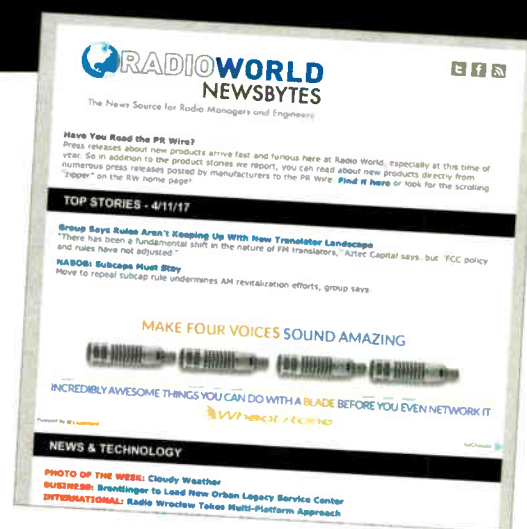 RADIOWORLD
NEWSBYTES
The News Source for Radio Managers and Engineers
Have You Read the PR Wire?
Press releases about new products arrive fast and furious here at Radio World, especially at this time of
year. So in addition to the product stories we report, you can read about new products directly from
numerous press releases posted by manufacturers to the PR Wire. Find it here or look for the scrolling
"zipper" on the RW home page!
TOP STORIES - 4/11/17
Group Says Rules Aren't Keeping Up With New Translator Landscape
"There has been a fundamental shift in the nature of FM translators," Aztec Capital says, but "FCC policy
and rules have not adjusted."
NASOB: Subcaps Must Stay
Move to repeal subcap rule undermines AM revitalization efforts, group says.
MAKE FOUR VOICES SOUND AMAZING
INCREDIBLY AWESOME THINGS YOU CAN DO WITH A BLADE BEFORE YOU EVEN NETWORK IT
Wheatstone
AdChoices
NEWS & TECHNOLOGY
PHOTO OF THE WEEK: Cloudy Weather
BUSINESS: Brentlinger to Lead New Orban Legacy Service Center
INTERNATIONAL: Radio Wroclaw Takes Multi-Platform Approach